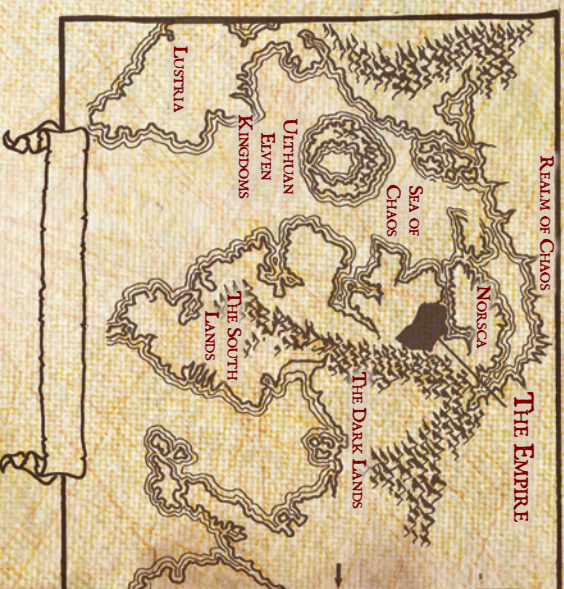 REALM OF CHAOS
THE EMPIRE
NORSCA
SEA OF
CHAOS
THE DARK LANDS
ULTHUAN
ELVEN
KINGDOMS
THE SOUTH
LANDS
LUSTRIA